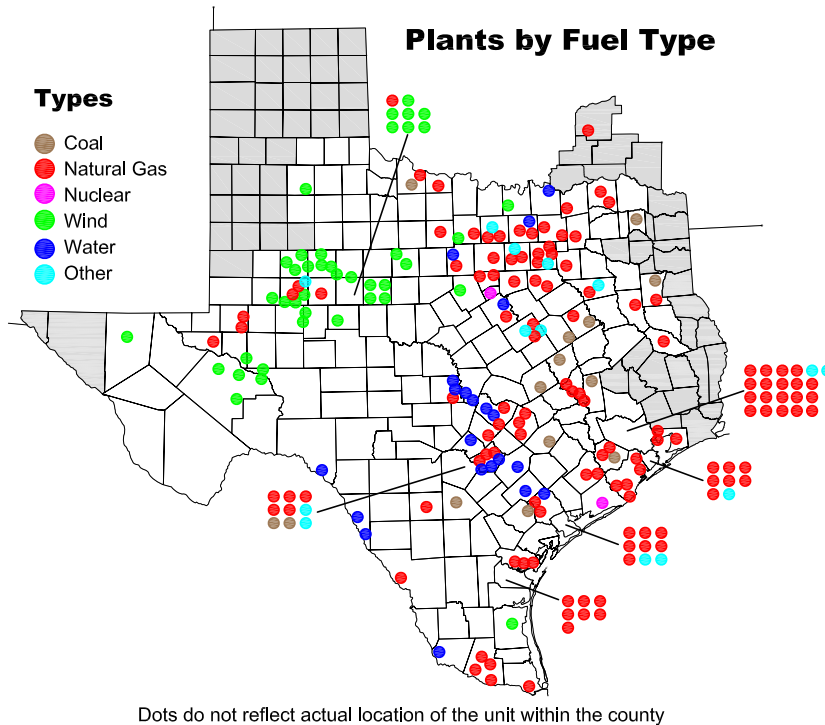 Plants by Fuel Type
Types
Coal
Natural Gas
Nuclear
Wind
Water
Other
Dots do not reflect actual location of the unit within the county